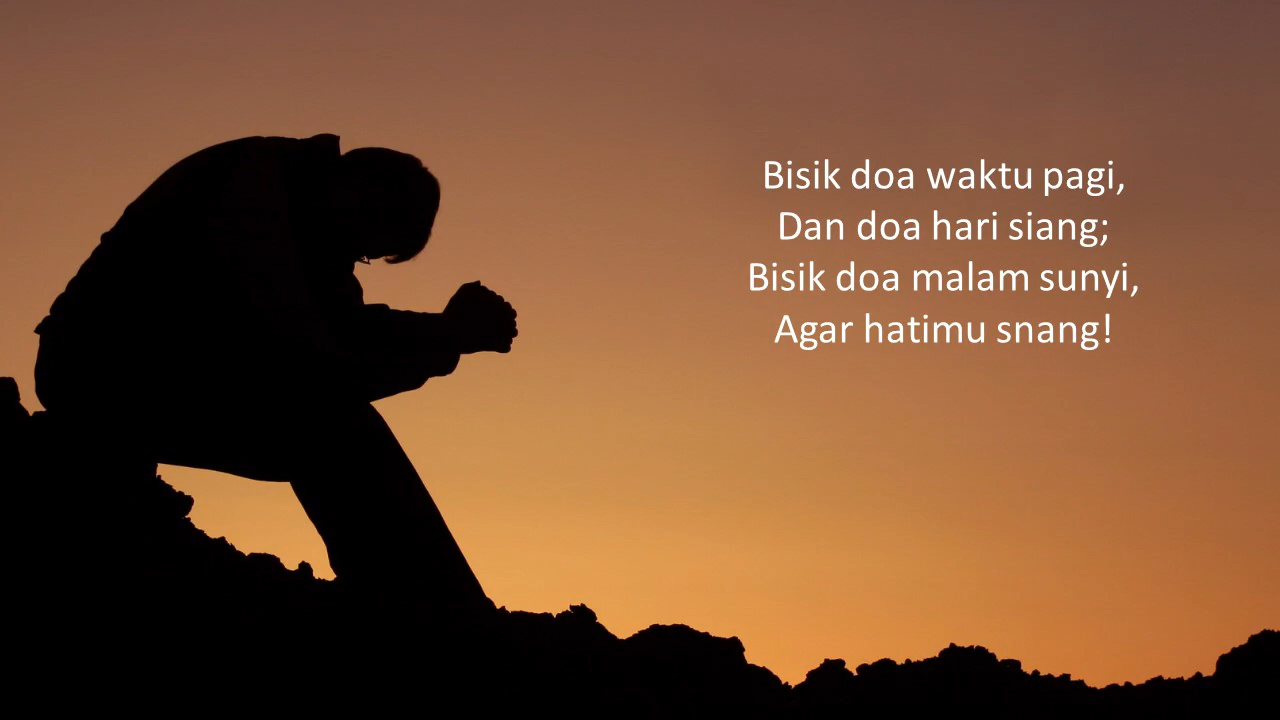 Bisik doa waktu pagi,
Dan doa hari siang;
Bisik doa malam sunyi,
Agar hatimu snang!